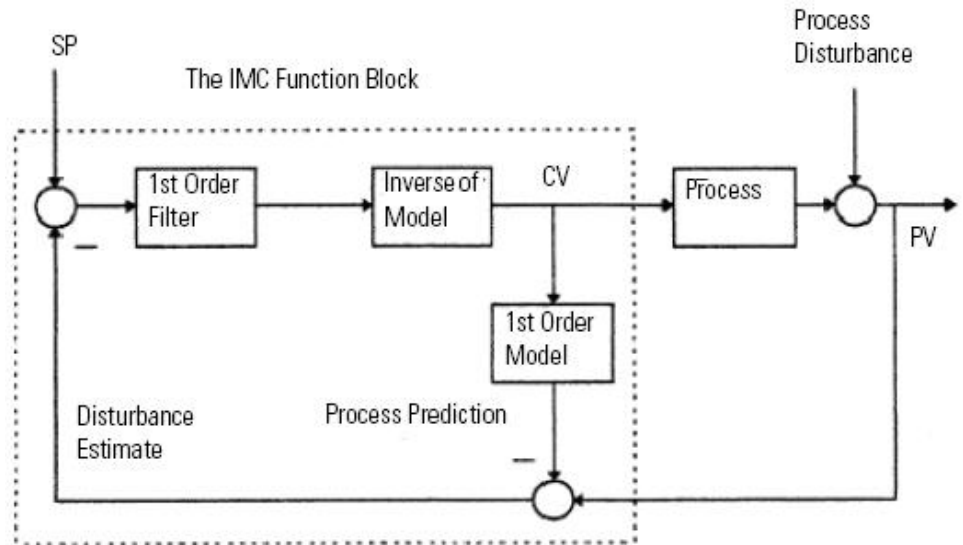 SP
Process
Disturbance
The IMC Function Block
1st Order
Filter
Inverse of
Model
CV
Process
PV
1st Order
Model
Disturbance
Estimate
Process Prediction